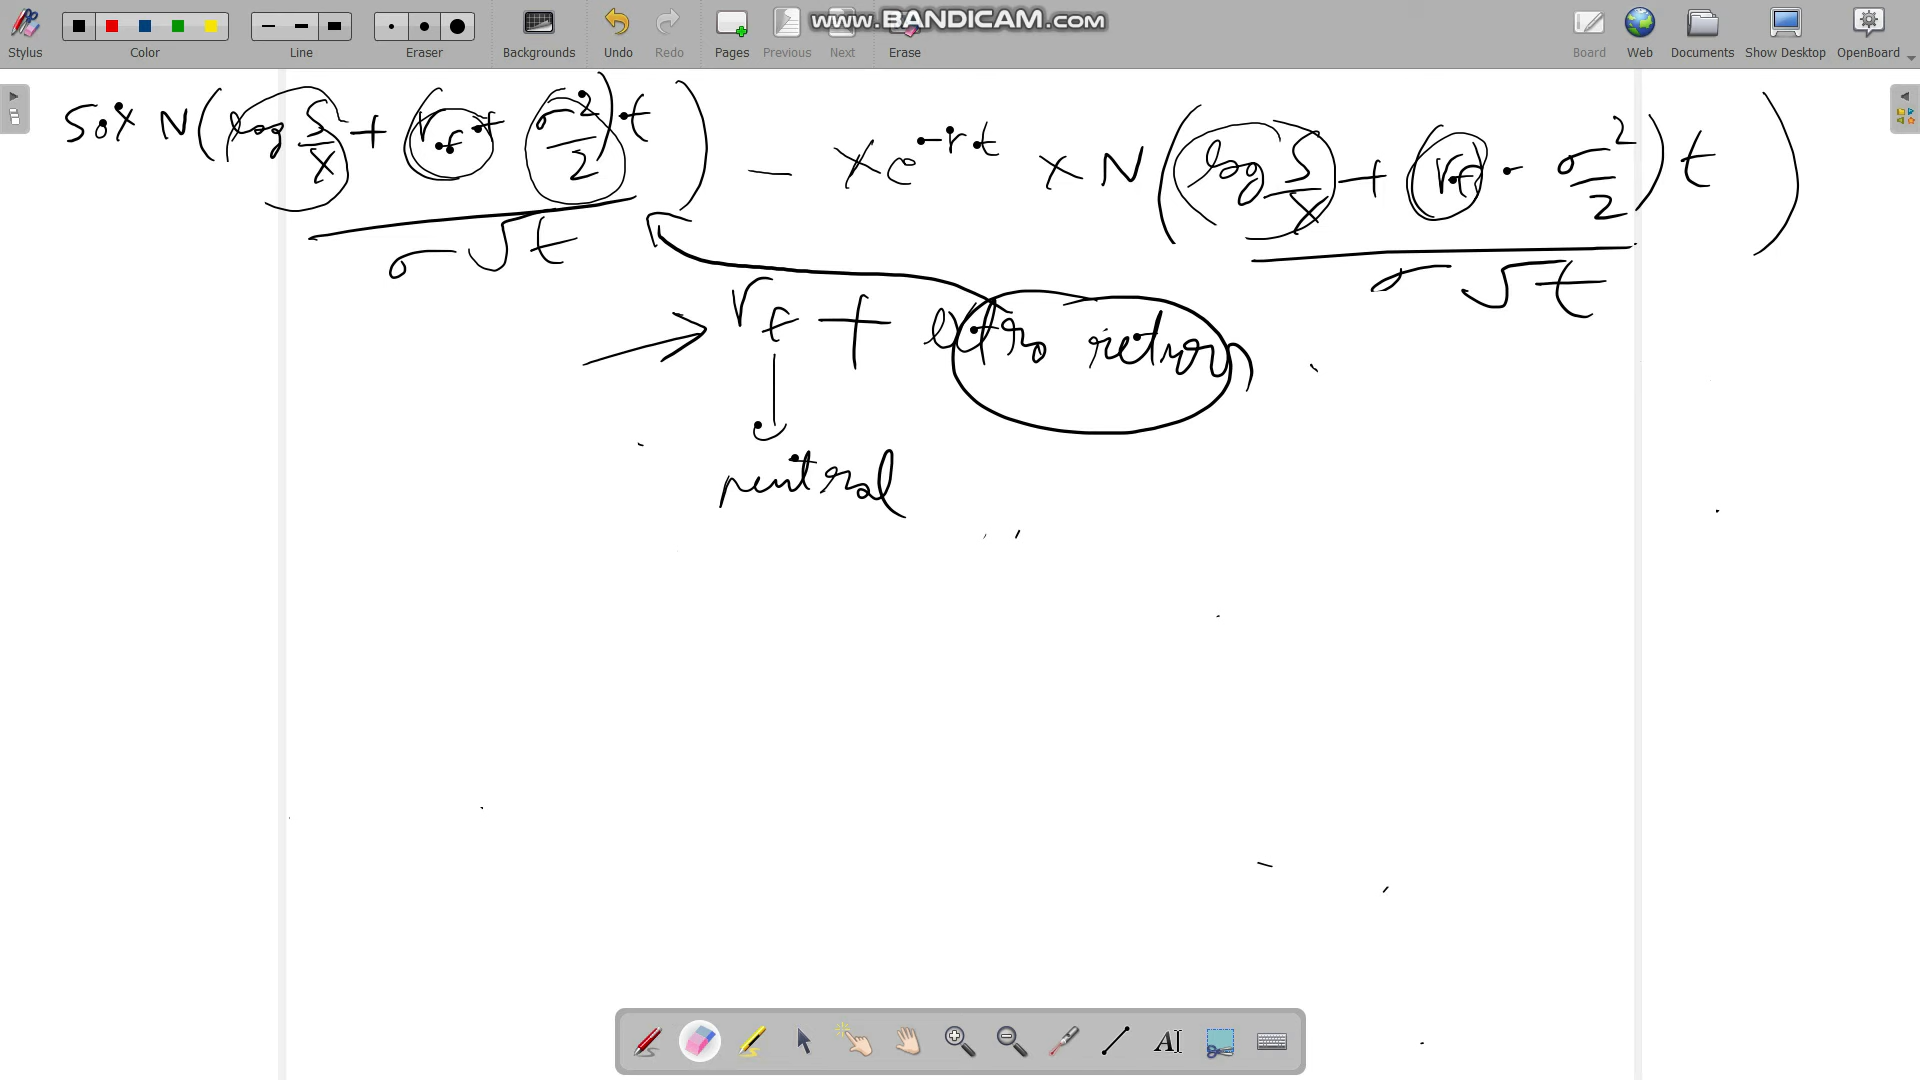 www.BANDICAM.com
Stylus Color Line Eraser Backgrounds Undo Redo Pages Previous Next Erase Board Web Documents Show Desktop OpenBoard
S0 × N(log S/X + (rf + σ²/2)t) / σ√t − Xe^-rt × N(log S/X + (rf - σ²/2)t) / σ√t
→ rf + extra return
neutral